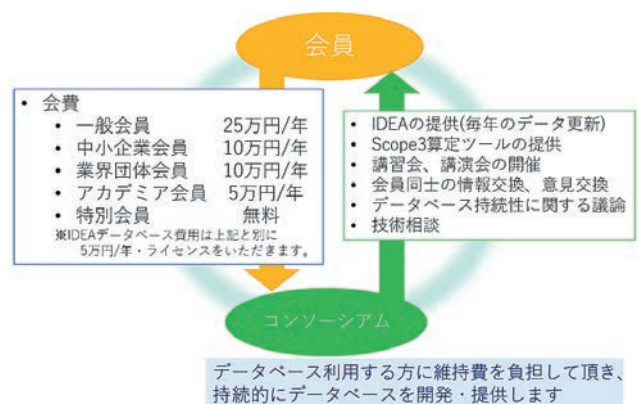 会員
• 会費
• 一般会員 25万円/年
• 中小企業会員 10万円/年
• 業界団体会員 10万円/年
• アカデミア会員 5万円/年
• 特別会員 無料
※IDEAデータベース費用は上記と別に
5万円/年・ライセンスをいただきます。
• IDEAの提供(毎年のデータ更新)
• Scope3算定ツールの提供
• 講習会、講演会の開催
• 会員同士の情報交換、意見交換
• データベース持続性に関する議論
• 技術相談
コンソーシアム
データベース利用する方に維持費を負担して頂き、
持続的にデータベースを開発・提供します